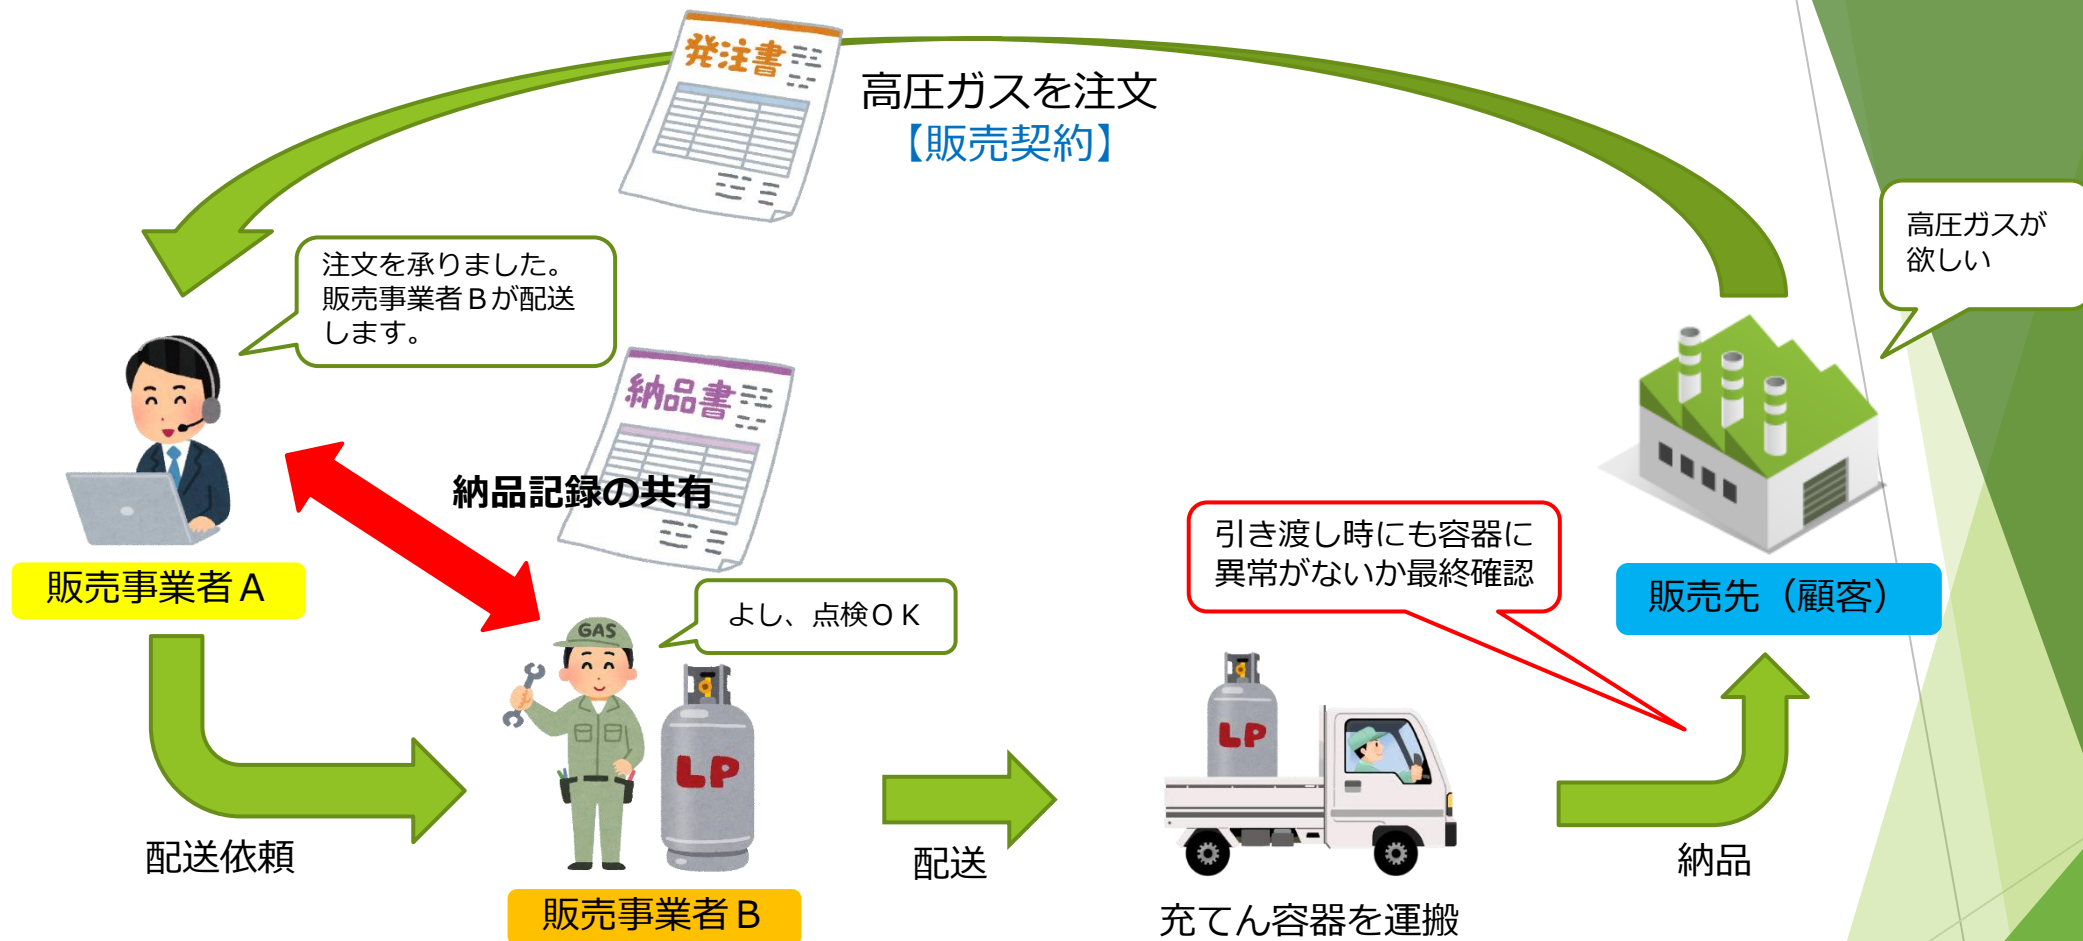 発注書
高圧ガスを注文
【販売契約】
高圧ガスが
欲しい
注文を承りました。
販売事業者Ｂが配送
します。
納品書
納品記録の共有
販売事業者Ａ
引き渡し時にも容器に
異常がないか最終確認
販売先（顧客）
よし、点検ＯＫ
GAS
LP
LP
配送依頼
配送
納品
販売事業者Ｂ
充てん容器を運搬